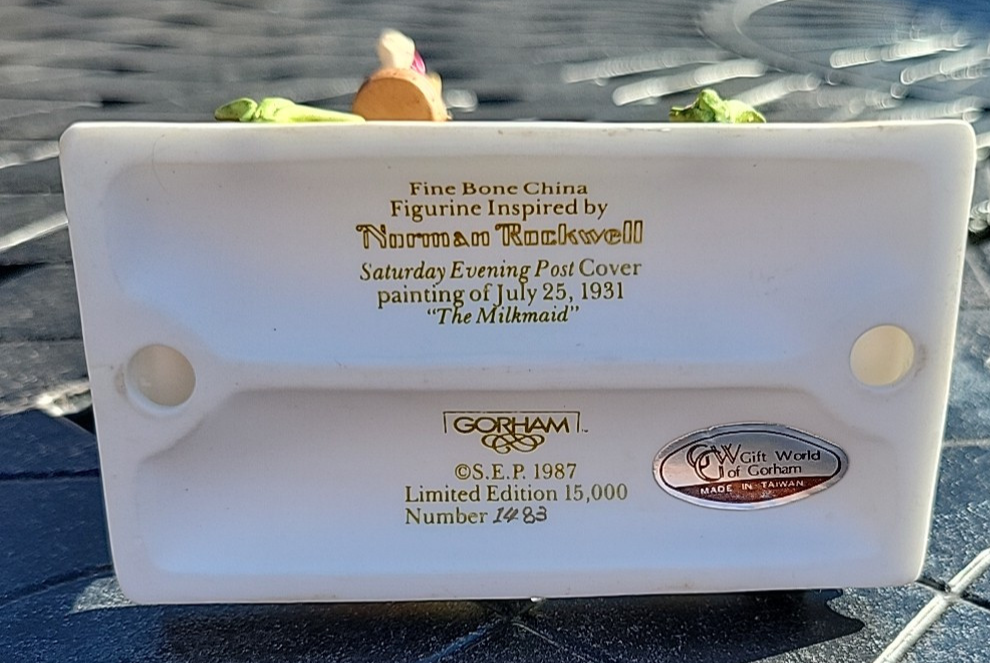 Fine Bone China
Figurine Inspired by
Norman Rockwell
Saturday Evening Post Cover
painting of July 25, 1931
"The Milkmaid"
GORHAM™
©S.E.P. 1987
Limited Edition 15,000
Number 1483
GW Gift World
of Gorham
MADE IN TAIWAN